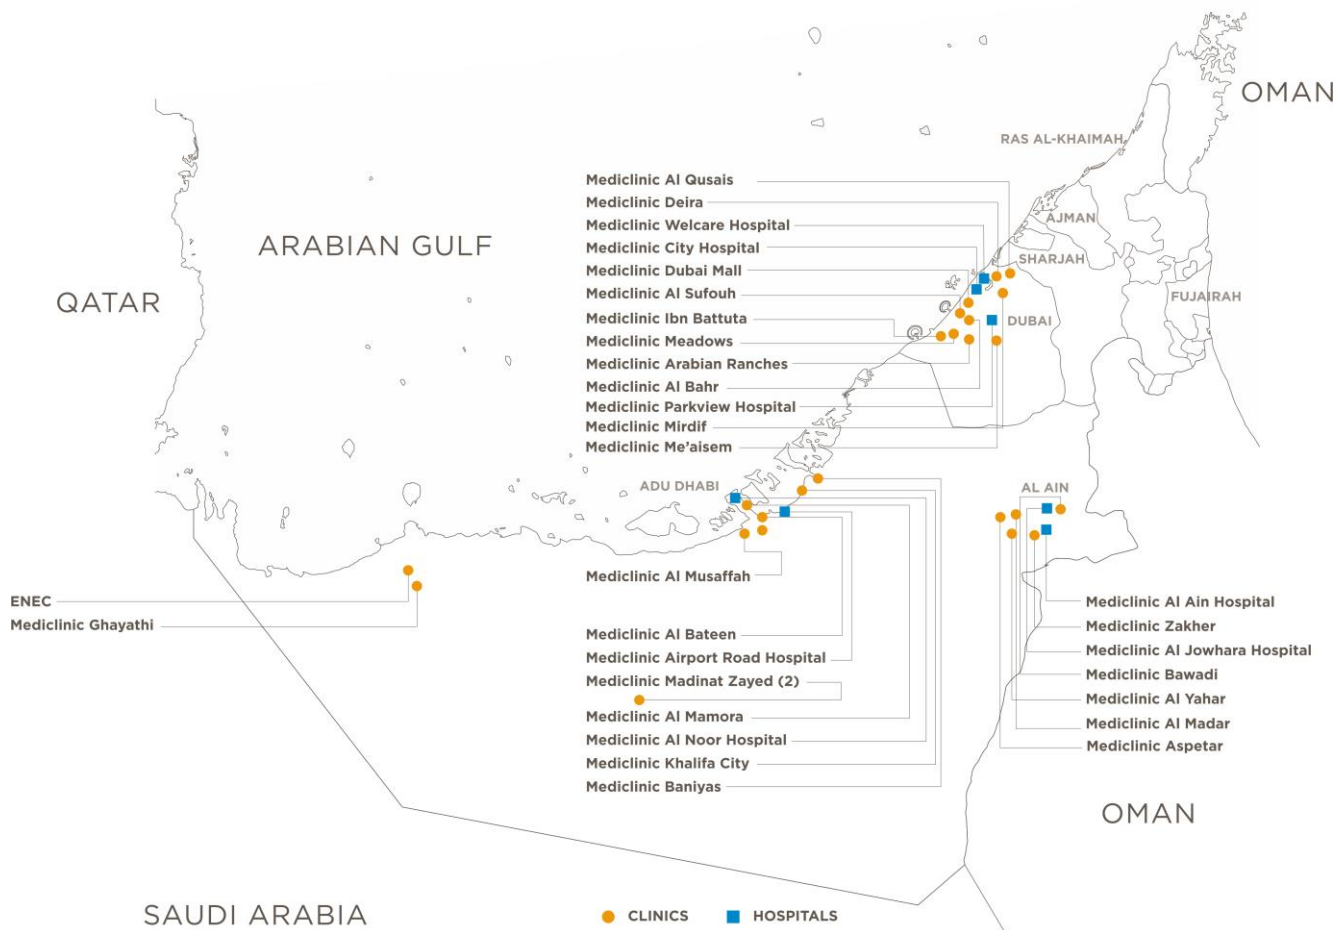 OMAN
RAS AL-KHAIMAH
Mediclinic Al Qusais
Mediclinic Deira
Mediclinic Welcare Hospital
AJMAN
ARABIAN GULF
Mediclinic City Hospital
SHARJAH
Mediclinic Dubai Mall
Mediclinic Al Sufouh
QATAR
FUJAIRAH
Mediclinic Ibn Battuta
DUBAI
Mediclinic Meadows
Mediclinic Arabian Ranches
Mediclinic Al Bahr
Mediclinic Parkview Hospital
Mediclinic Mirdif
Mediclinic Me'aisem
ADU DHABI
AL AIN
Mediclinic Al Musaffah
ENEC
Mediclinic Ghayathi
Mediclinic Al Bateen
Mediclinic Airport Road Hospital
Mediclinic Madinat Zayed (2)
Mediclinic Al Mamora
Mediclinic Al Noor Hospital
Mediclinic Khalifa City
Mediclinic Baniyas
Mediclinic Al Ain Hospital
Mediclinic Zakher
Mediclinic Al Jowhara Hospital
Mediclinic Bawadi
Mediclinic Al Yahar
Mediclinic Al Madar
Mediclinic Aspetar
OMAN
SAUDI ARABIA
CLINICS
HOSPITALS